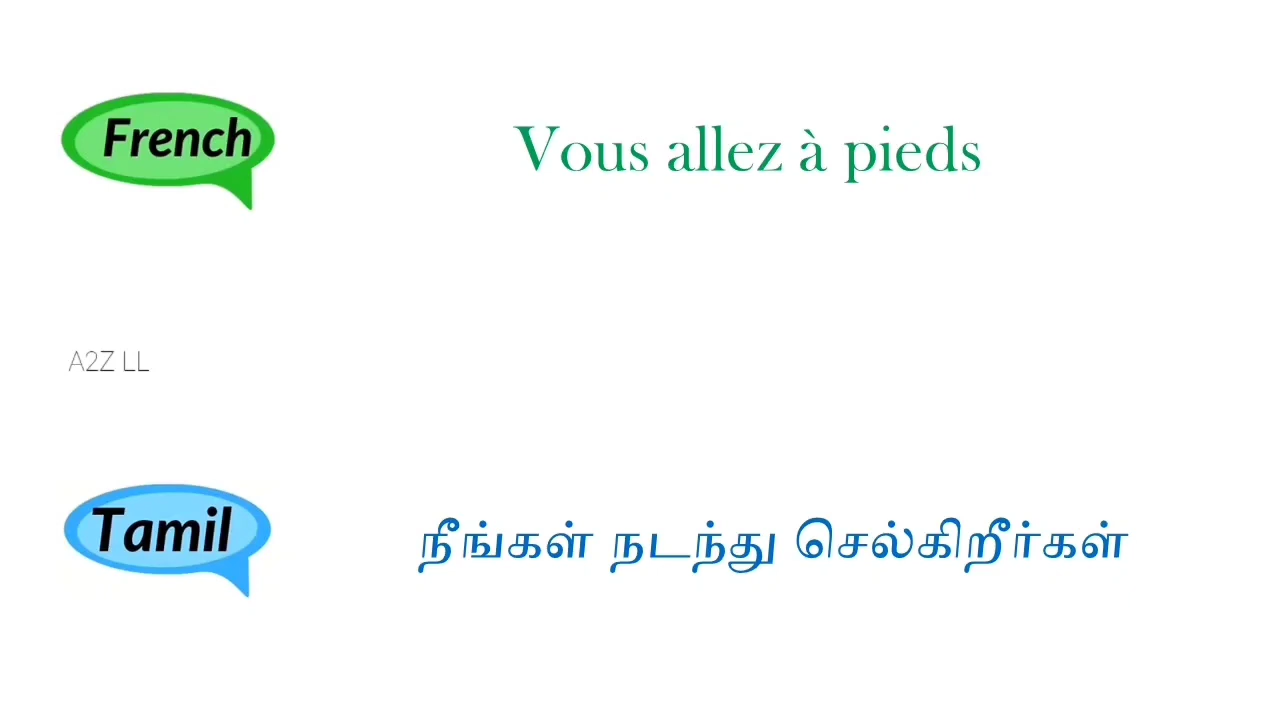 French
Vous allez à pieds
A2Z LL
Tamil
நீங்கள் நடந்து செல்கிறீர்கள்